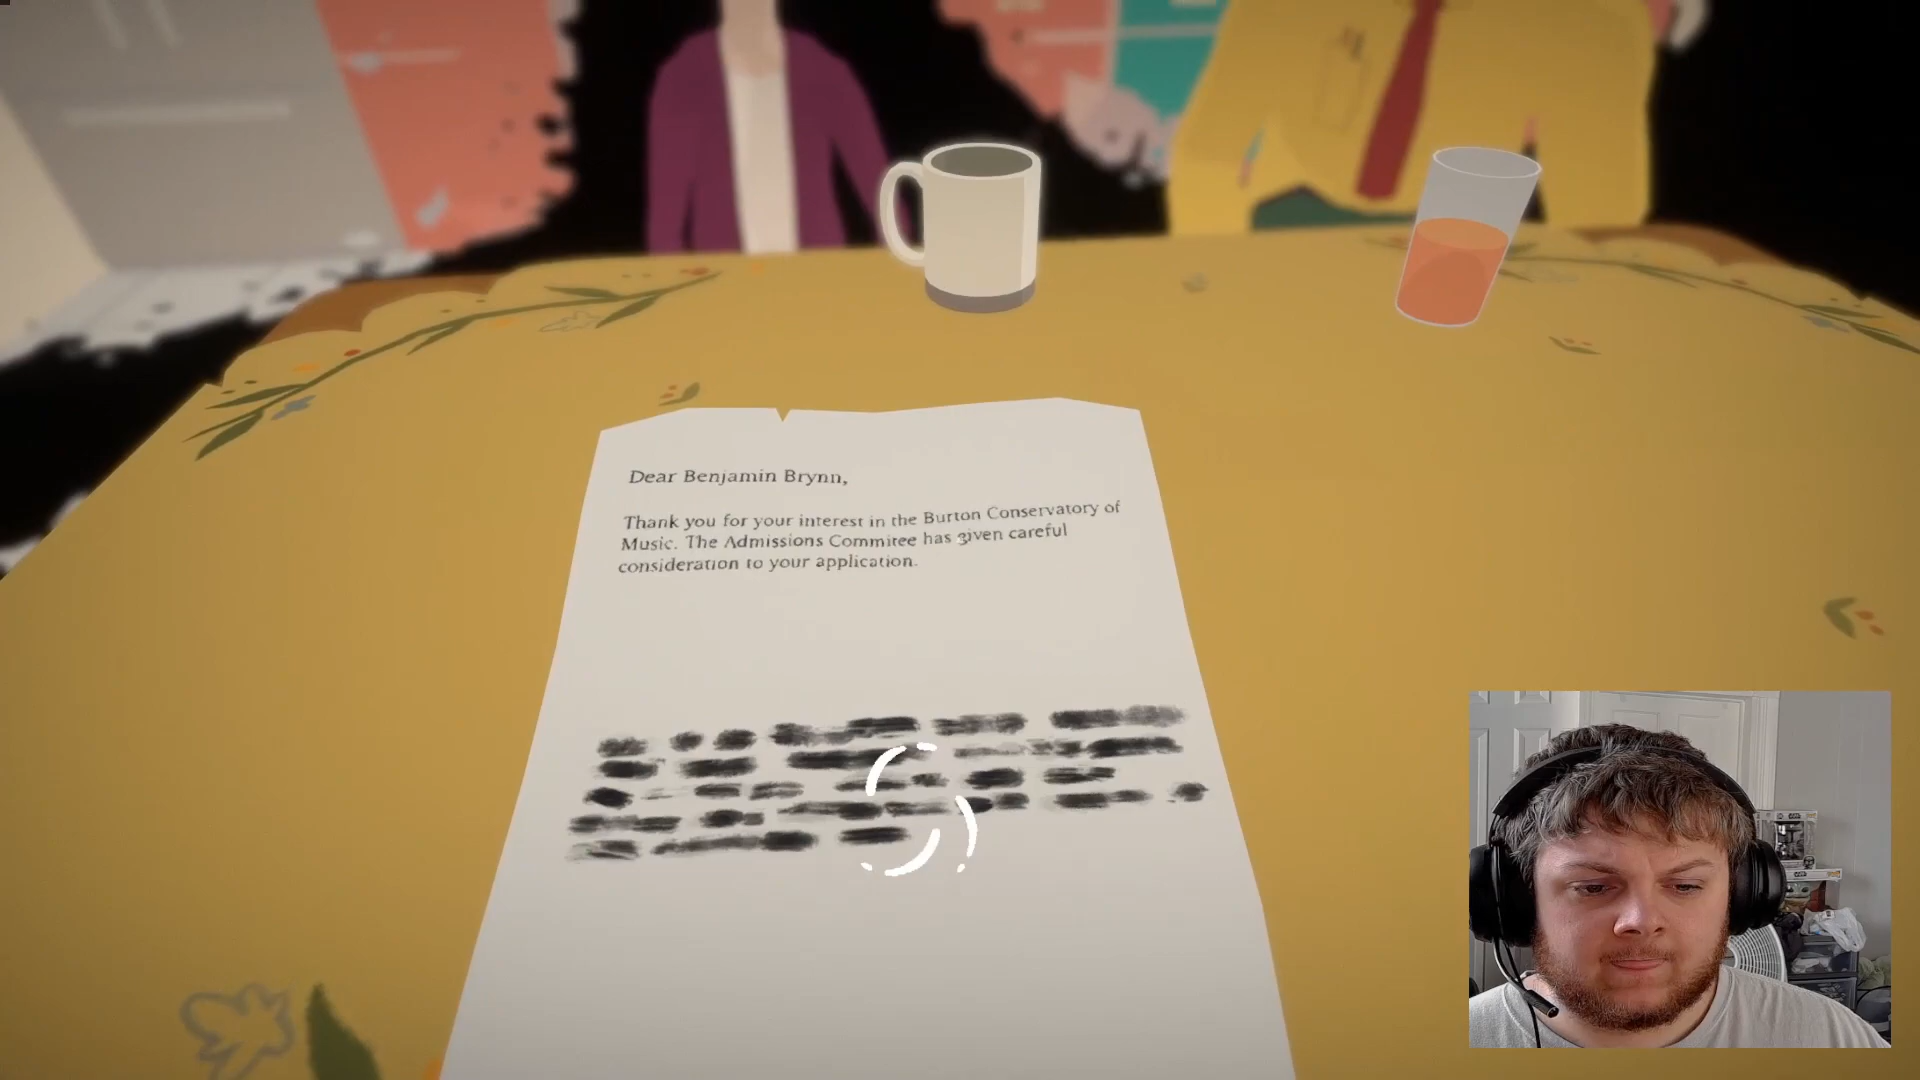 Dear Benjamin Brynn,
Thank you for your interest in the Burton Conservatory of
Music. The Admissions Commitee has given careful
consideration to your application.